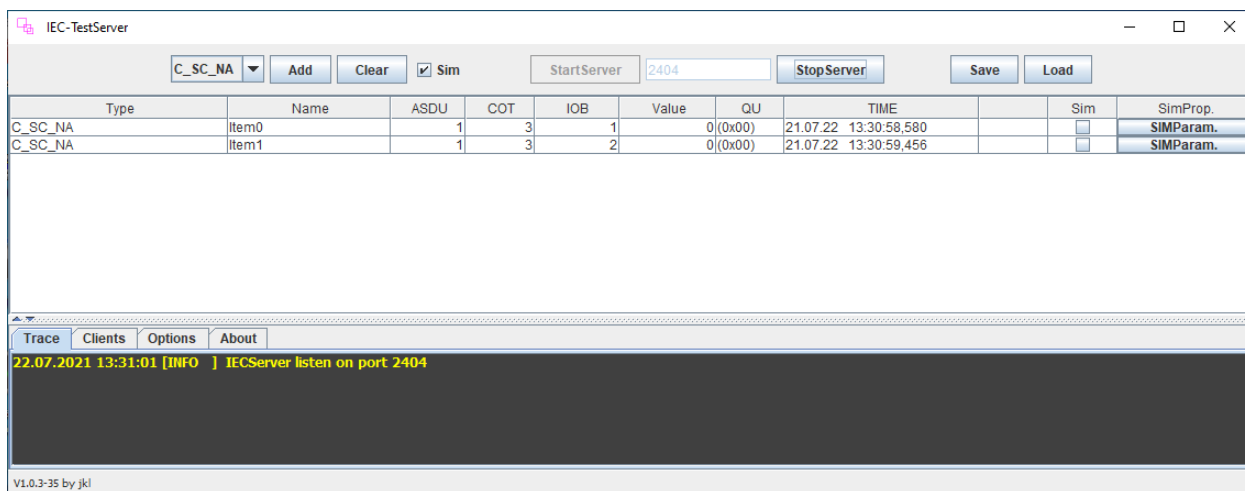 IEC-TestServer
C_SC_NA Add Clear Sim StartServer 2404 StopServer Save Load
Type Name ASDU COT IOB Value QU TIME Sim SimProp.
C_SC_NA Item0 1 3 1 0 (0x00) 21.07.22 13:30:58,580 SIMParam.
C_SC_NA Item1 1 3 2 0 (0x00) 21.07.22 13:30:59,456 SIMParam.
Trace Clients Options About
22.07.2021 13:31:01 [INFO ] IECServer listen on port 2404
V1.0.3-35 by jkl